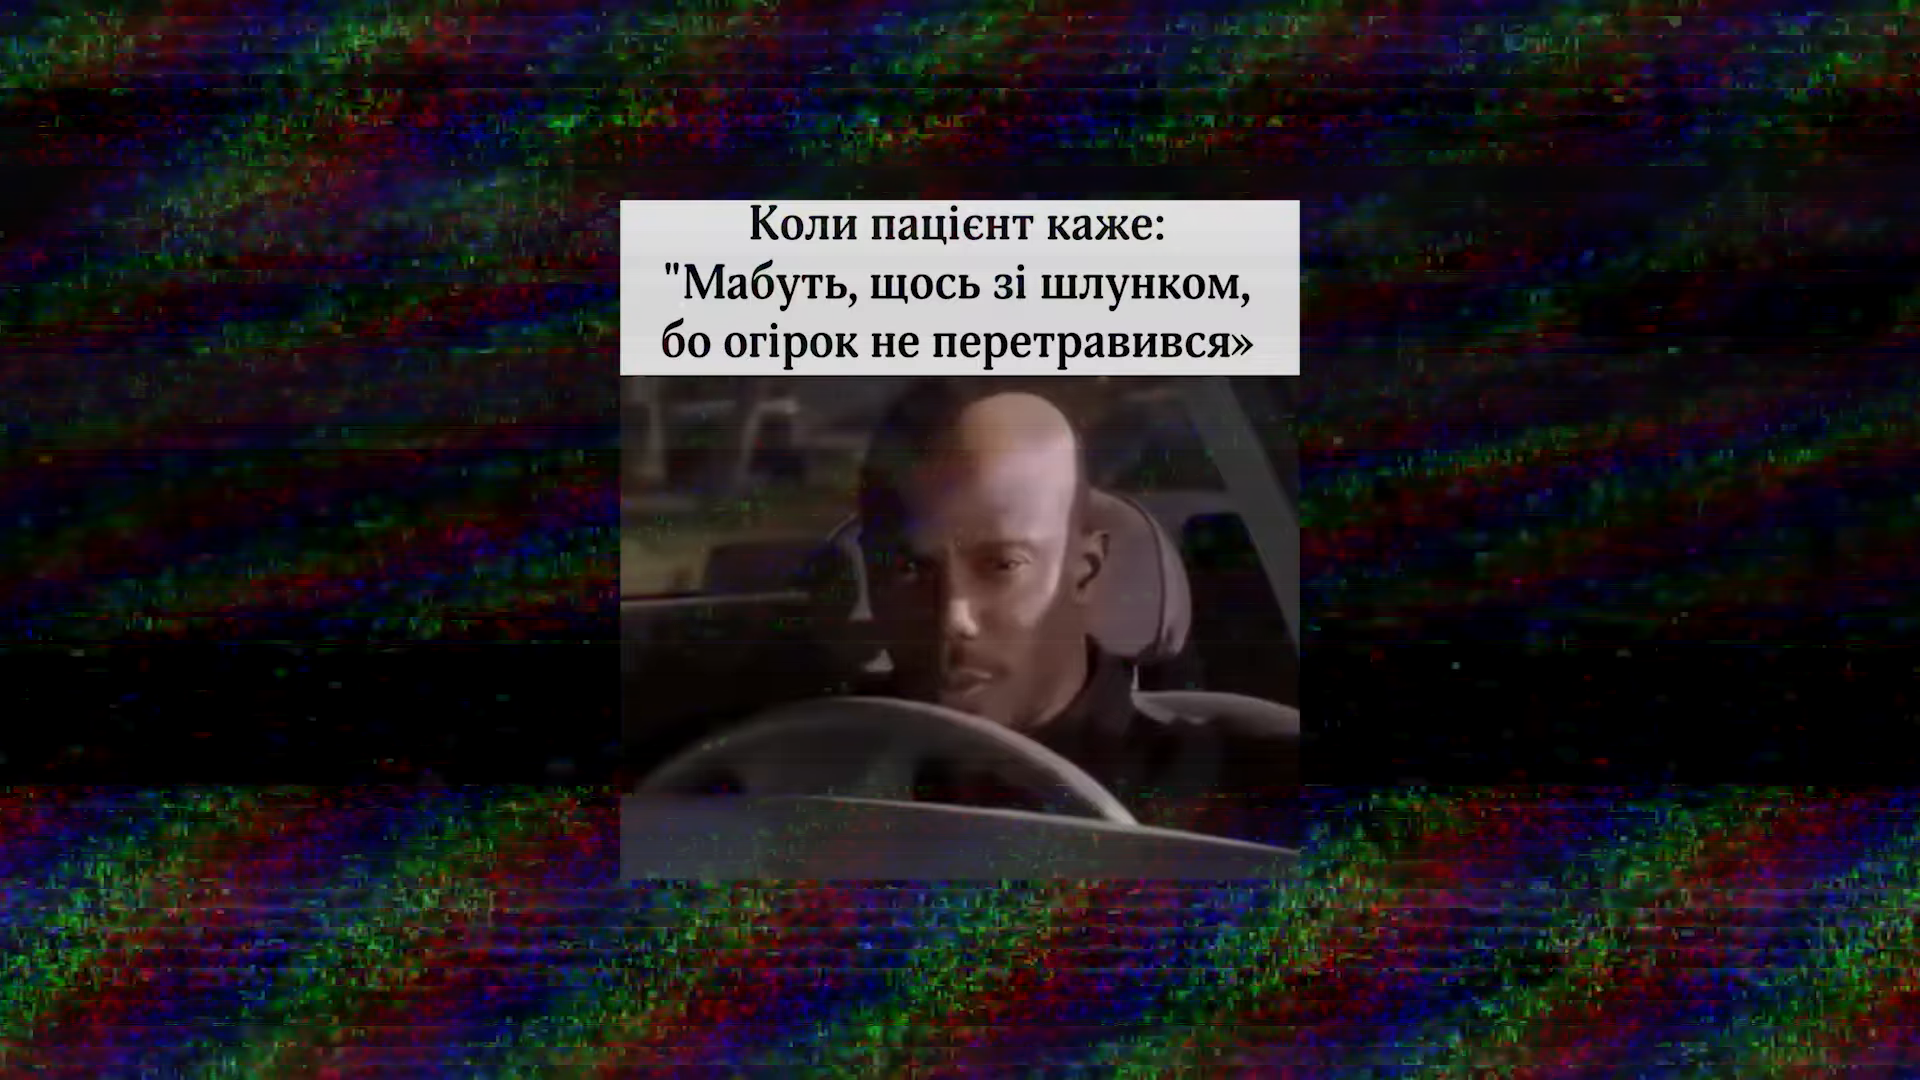 Коли пацієнт каже:
"Мабуть, щось зі шлунком,
бо огірок не перетравився»